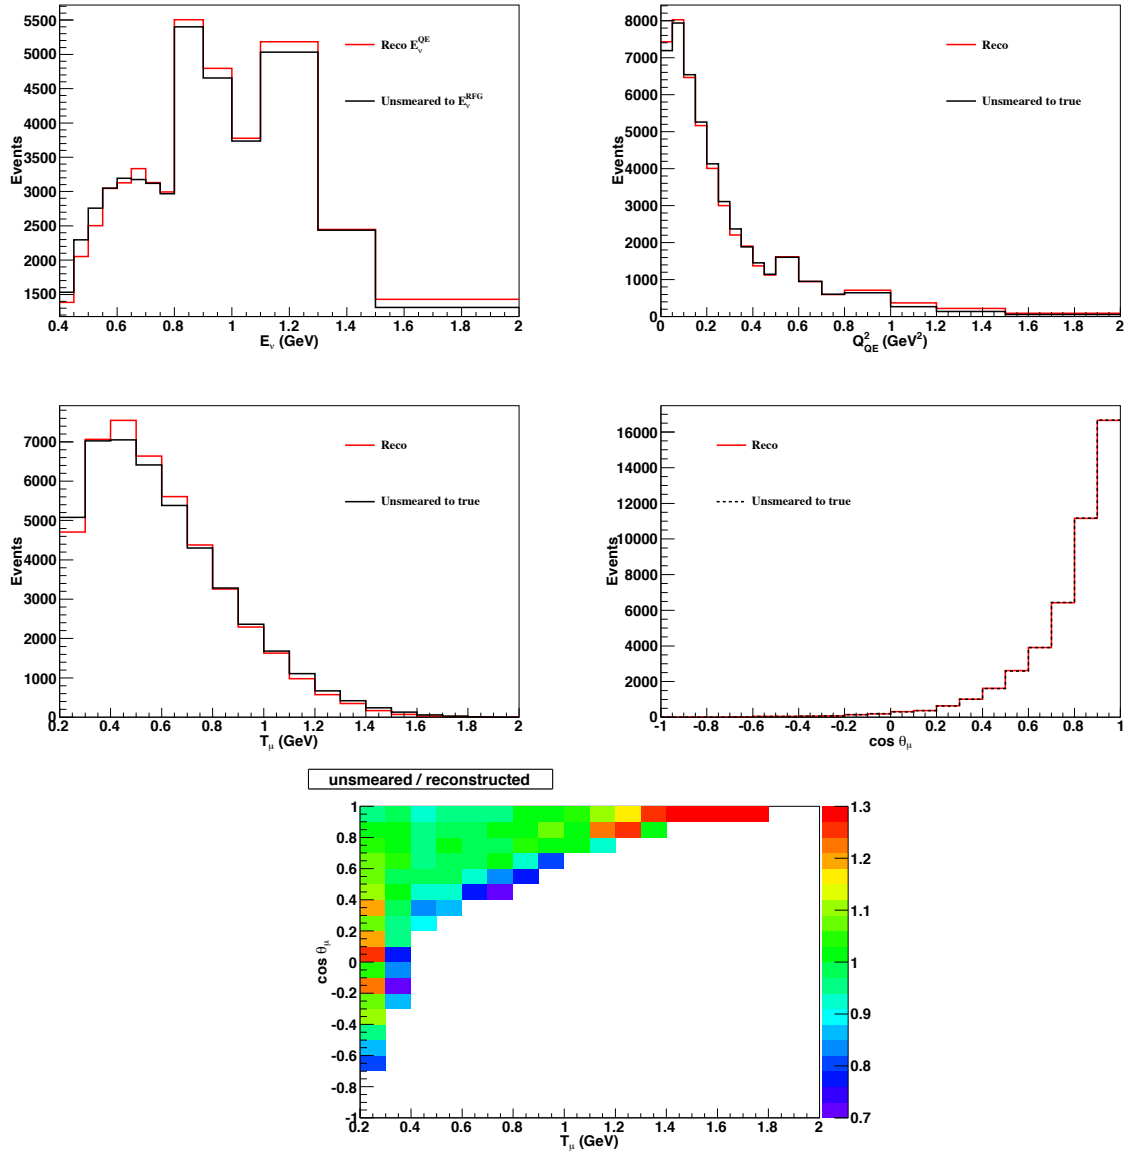 5500
5000
4500
4000
3500
3000
2500
2000
1500
Events
Reco E_ν^QE
Unsmeared to E_ν^RFG
0.4 0.6 0.8 1 1.2 1.4 1.6 1.8 2
E_ν (GeV)
8000
7000
6000
5000
4000
3000
2000
1000
0
Events
Reco
Unsmeared to true
0 0.2 0.4 0.6 0.8 1 1.2 1.4 1.6 1.8 2
Q²_QE (GeV²)
7000
6000
5000
4000
3000
2000
1000
0
Events
Reco
Unsmeared to true
0.2 0.4 0.6 0.8 1 1.2 1.4 1.6 1.8 2
T_μ (GeV)
16000
14000
12000
10000
8000
6000
4000
2000
0
Events
Reco
Unsmeared to true
-1 -0.8 -0.6 -0.4 -0.2 0 0.2 0.4 0.6 0.8 1
cos θ_μ
unsmeared / reconstructed
1
0.8
0.6
0.4
0.2
0
-0.2
-0.4
-0.6
-0.8
-1
cos θ_μ
0.2 0.4 0.6 0.8 1 1.2 1.4 1.6 1.8 2
T_μ (GeV)
1.3
1.2
1.1
1
0.9
0.8
0.7